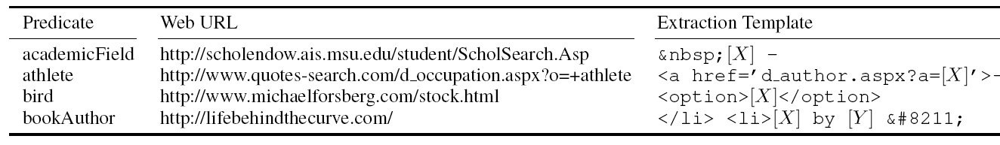 Predicate Web URL Extraction Template
academicField http://scholendow.ais.msu.edu/student/ScholSearch.Asp &nbsp;[X] -
athlete http://www.quotes-search.com/d_occupation.aspx?o=+athlete <a href='d_author.aspx?a=[X]'>-
bird http://www.michaelforsberg.com/stock.html <option>[X]</option>
bookAuthor http://lifebehindthecurve.com/ </li> <li>[X] by [Y] &#8211;